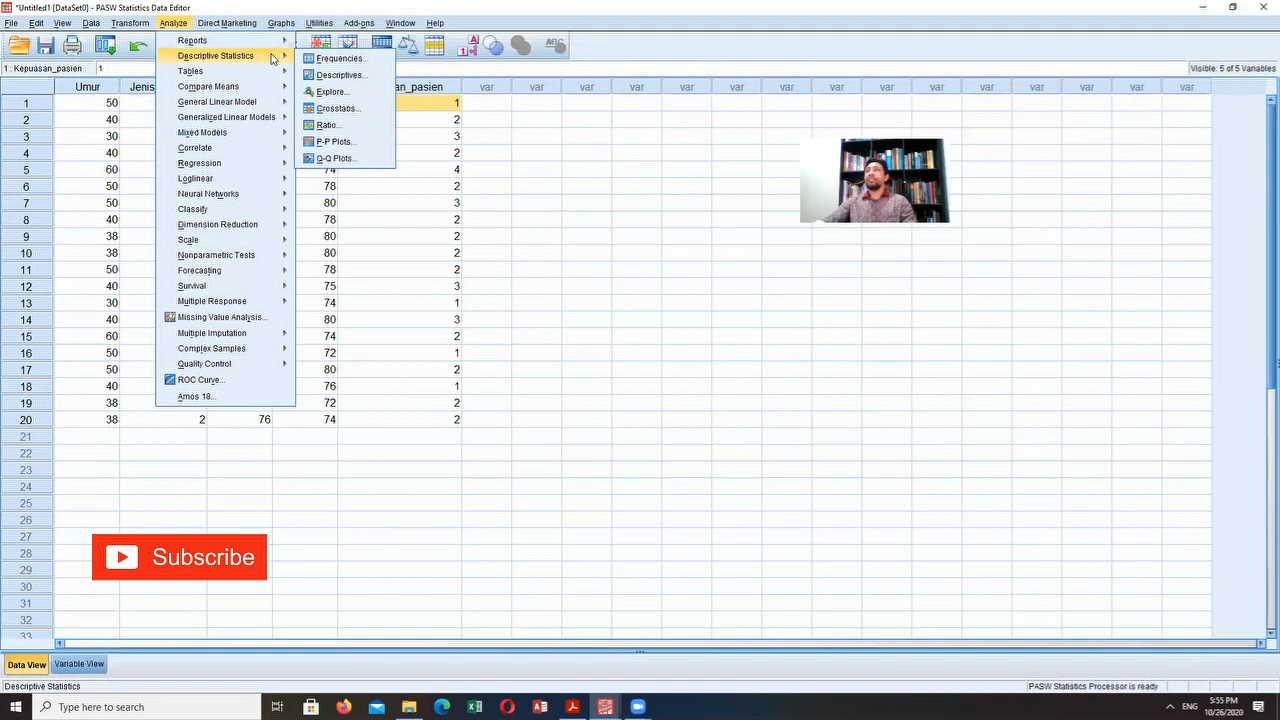 *Untitled1 [DataSet0] - PASW Statistics Data Editor
File Edit View Data Transform Analyze Direct Marketing Graphs Utilities Add-ons Window Help
1 : Kepuasan_pasien 1
Visible: 5 of 5 Variables
Reports
Descriptive Statistics
Tables
Compare Means
General Linear Model
Generalized Linear Models
Mixed Models
Correlate
Regression
Loglinear
Neural Networks
Classify
Dimension Reduction
Scale
Nonparametric Tests
Forecasting
Survival
Multiple Response
Missing Value Analysis...
Multiple Imputation
Complex Samples
Quality Control
ROC Curve...
Amos 18...
Frequencies...
Descriptives...
Explore...
Crosstabs...
Ratio...
P-P Plots...
Q-Q Plots...
Umur Jenis an_pasien var var var var var var var var var var var var var var var
1 50 1
2 40 2
3 30 3
4 40 2
5 60 74 4
6 50 78 2
7 50 80 3
8 40 78 2
9 38 80 2
10 38 80 2
11 50 78 2
12 40 75 3
13 30 74 1
14 40 80 3
15 60 74 2
16 50 72 1
17 50 80 2
18 40 76 1
19 38 72 2
20 38 2 76 74 2
21
22
23
24
25
26
27
28
29
30
31
32
33
Subscribe
Data View Variable View
Descriptive Statistics
PASW Statistics Processor is ready
Type here to search
ENG
5:55 PM
10/26/2020